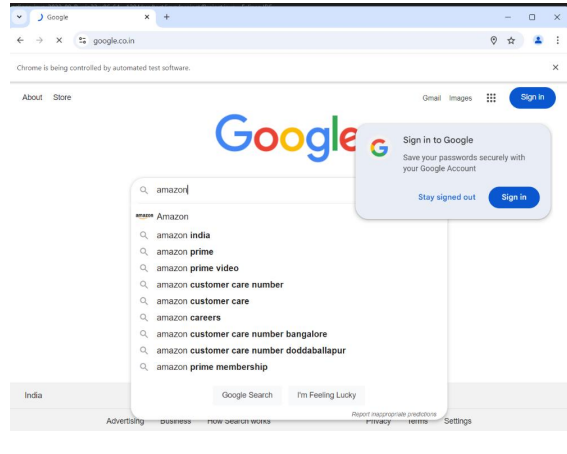 Google
google.co.in
Chrome is being controlled by automated test software.
About Store Gmail Images Sign in
Google
Sign in to Google
Save your passwords securely with
your Google Account
Stay signed out Sign in
amazon
amazon Amazon
amazon india
amazon prime
amazon prime video
amazon customer care number
amazon customer care
amazon careers
amazon customer care number bangalore
amazon customer care number doddaballapur
amazon prime membership
Google Search I'm Feeling Lucky
Report inappropriate predictions
India
Advertising Business How Search works Privacy Terms Settings